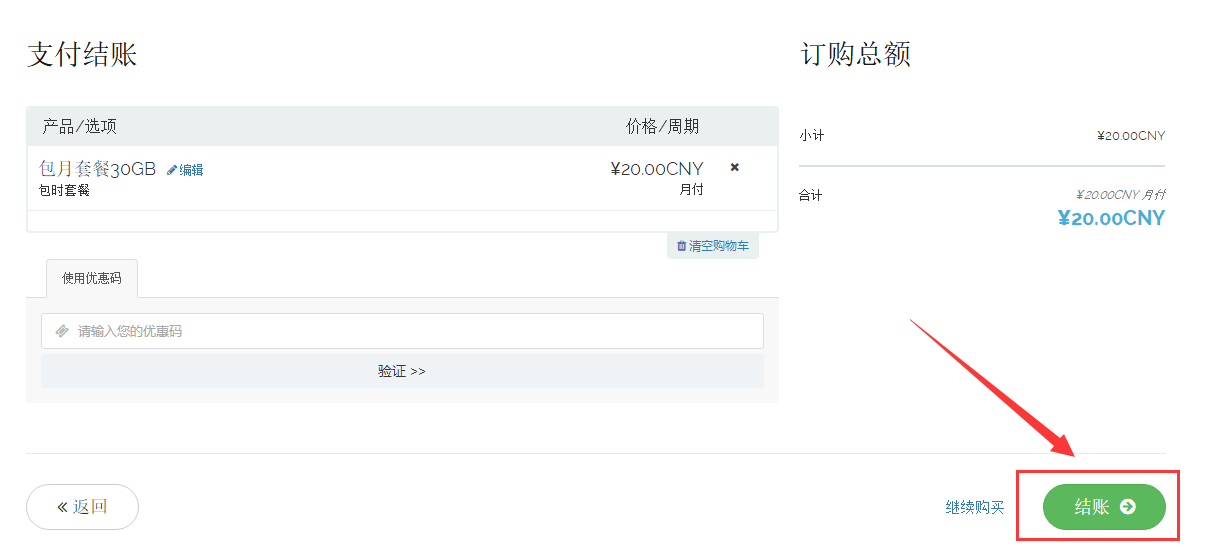 支付结账
产品/选项 价格/周期
包月套餐30GB 编辑 ¥20.00CNY
包时套餐 月付
清空购物车
使用优惠码
请输入您的优惠码
验证 >>
订购总额
小计 ¥20.00CNY
合计 ¥20.00CNY 月付
¥20.00CNY
« 返回 继续购买 结账